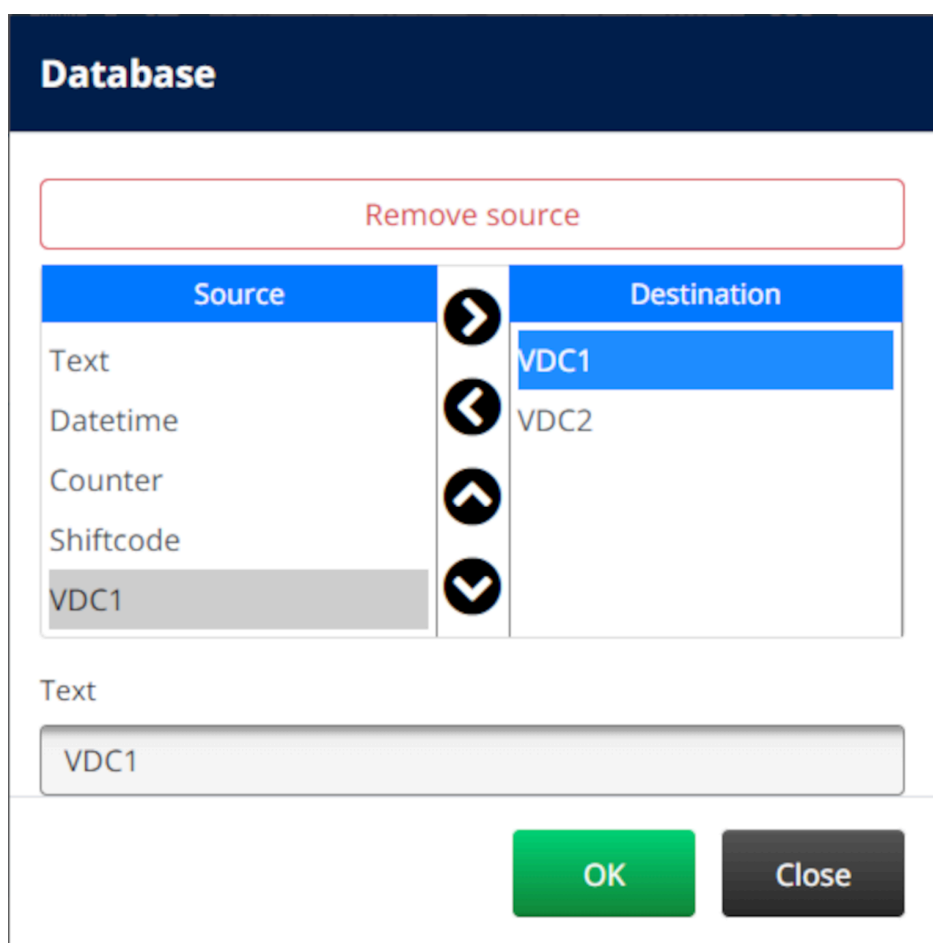 Database
Remove source
Source
Destination
Text
Datetime
Counter
Shiftcode
VDC1
VDC1
VDC2
Text
VDC1
OK
Close